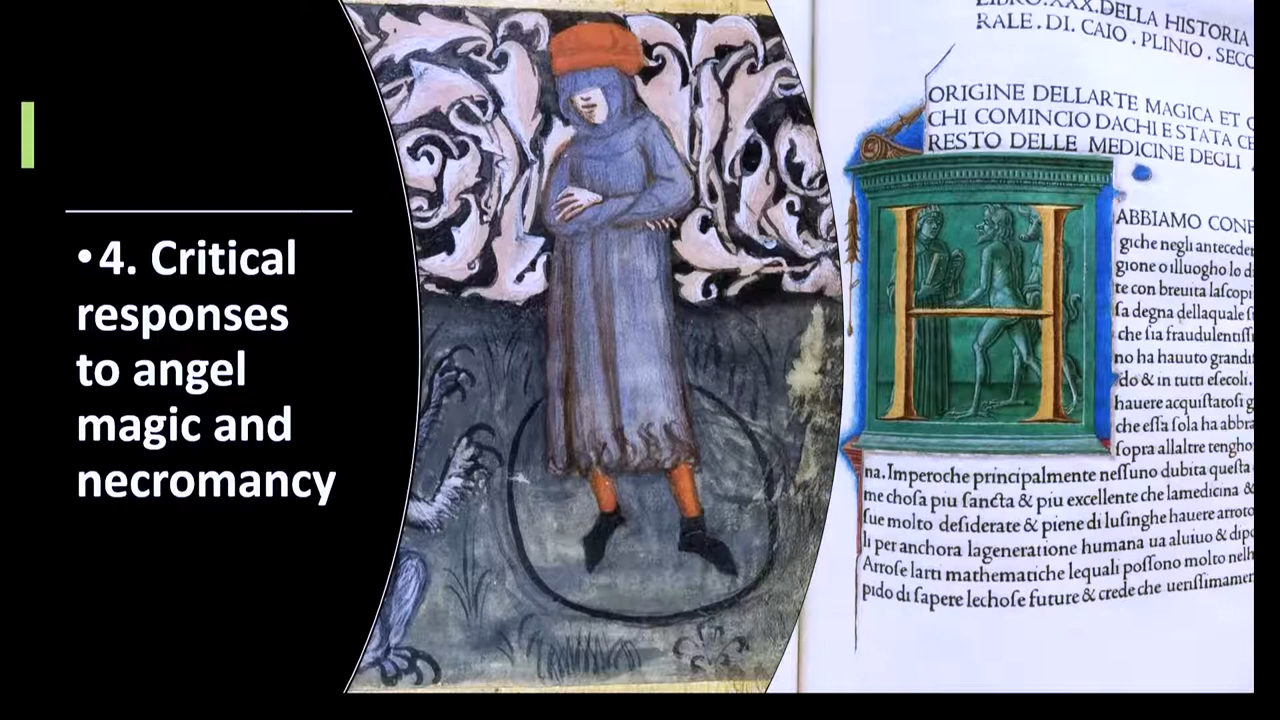 •4. Critical
responses
to angel
magic and
necromancy
LIBRO.XXX.DELLA HISTORIA
RALE.DI.CAIO.PLINIO.SECO
ORIGINE DELLARTE MAGICA ET
CHI COMINCIO DACHI E STATA CE
RESTO DELLE MEDICINE DEGLI
H
ABBIAMO CONF
giche negli anteceder
gione o illuogho lo d
te con breuita laſcopi
ſa degna dellaquale
che ſia fraudulentiſſi
no ha hauuto grandi
do & in tutti eſecoli.
hauere acquiſtatoſi g
che eſſa ſola ha abbra
ſopra allaltre tengho
na. Imperoche principalmente neſſuno dubita queſta
me choſa piu ſancta & piu excellente che lamedicina &
ſue molto deſiderate & piene di luſinghe hauere arroto
li per anchora lageneratione humana ua aluiuo & dipo
Arroſe larti mathematiche lequali poſſono molto nelh
pido di ſapere lechoſe future & crede che ueriſſimamen